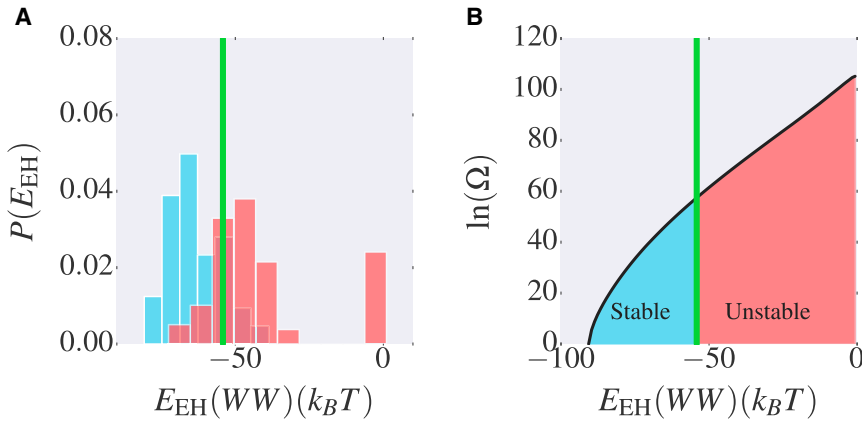 A
0.08
0.06
0.04
0.02
0.00
P(E_EH)
−50
0
E_EH(WW)(k_BT)
B
120
100
80
60
40
20
0
ln(Ω)
Stable
Unstable
−100
−50
0
E_EH(WW)(k_BT)